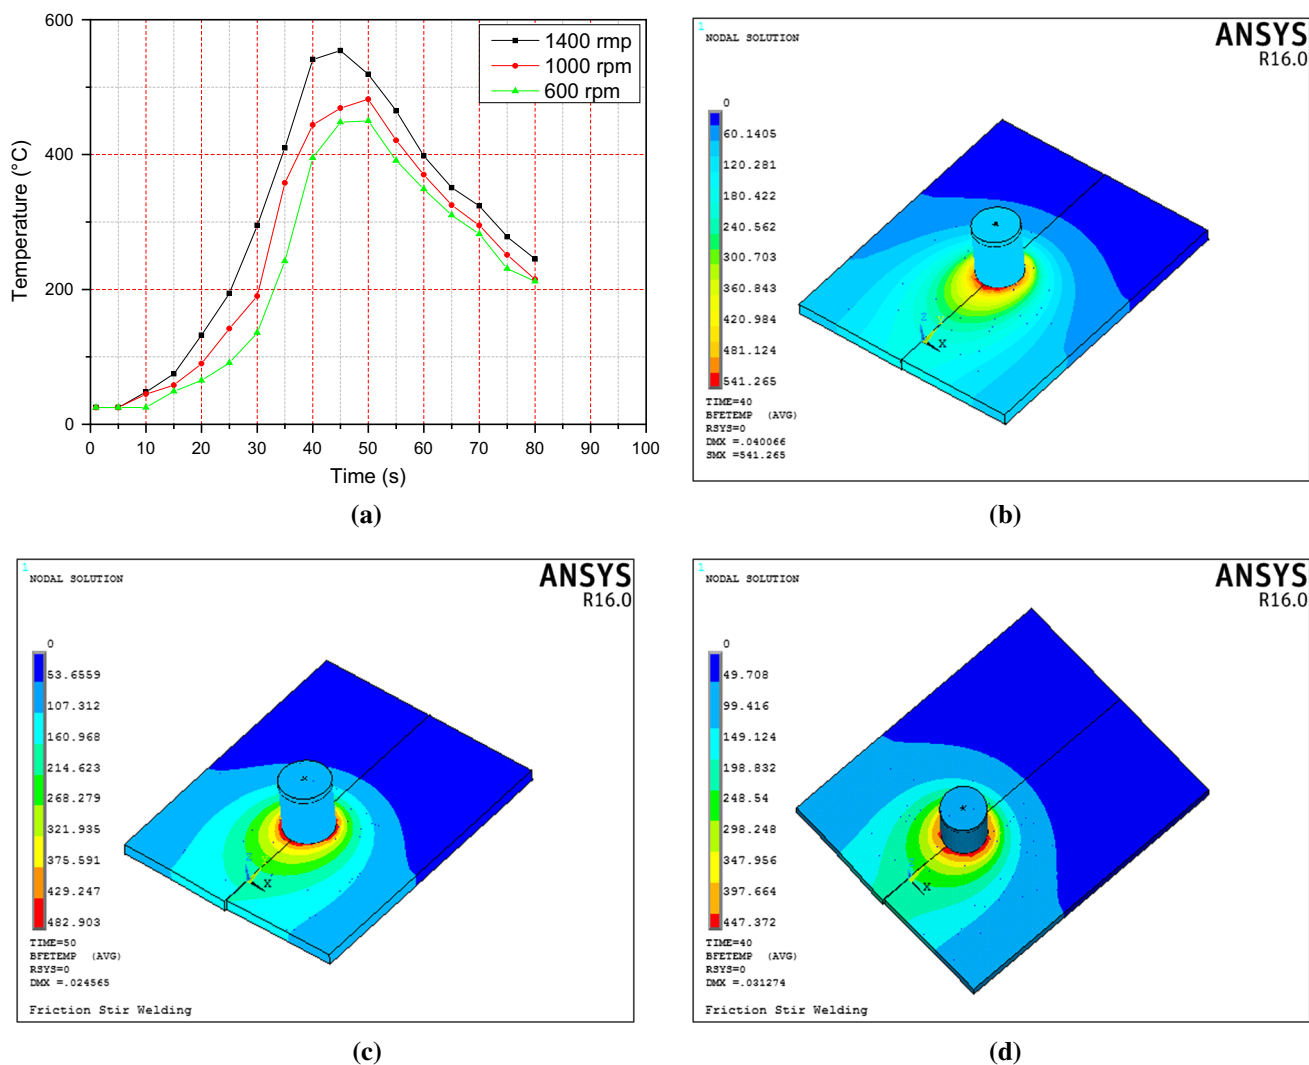 600
400
200
0
0
10
20
30
40
50
60
70
80
90
100
Temperature (°C)
Time (s)
1400 rmp
1000 rpm
600 rpm
(a)
1
NODAL SOLUTION
ANSYS
R16.0
0
60.1405
120.281
180.422
240.562
300.703
360.843
420.984
481.124
541.265
TIME=40
BFETEMP (AVG)
RSYS=0
DMX =.040066
SMX =541.265
Z
X
(b)
1
NODAL SOLUTION
ANSYS
R16.0
0
53.6559
107.312
160.968
214.623
268.279
321.935
375.591
429.247
482.903
TIME=50
BFETEMP (AVG)
RSYS=0
DMX =.024565
X
Friction Stir Welding
(c)
1
NODAL SOLUTION
ANSYS
R16.0
0
49.708
99.416
149.124
198.832
248.54
298.248
347.956
397.664
447.372
TIME=40
BFETEMP (AVG)
RSYS=0
DMX =.031274
X
Friction Stir Welding
(d)